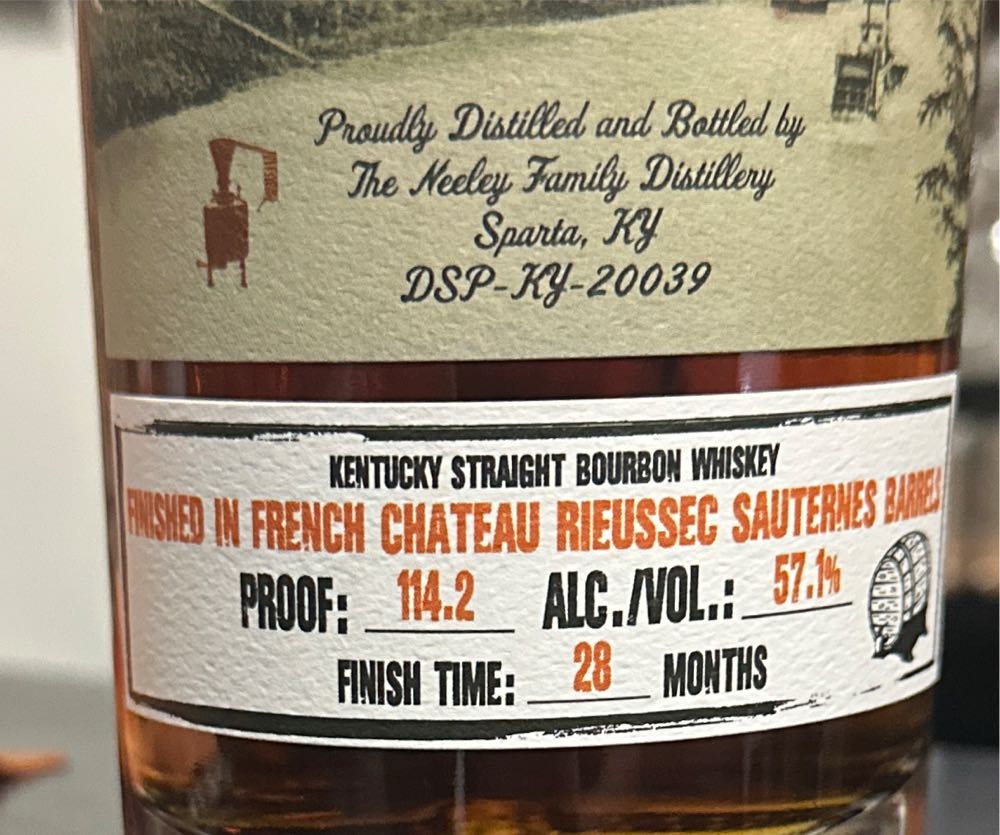 Proudly Distilled and Bottled by
The Neeley Family Distillery
Sparta, KY
DSP-KY-20039
KENTUCKY STRAIGHT BOURBON WHISKEY
FINISHED IN FRENCH CHATEAU RIEUSSEC SAUTERNES BARRELS
PROOF: 114.2 ALC./VOL.: 57.1%
FINISH TIME: 28 MONTHS